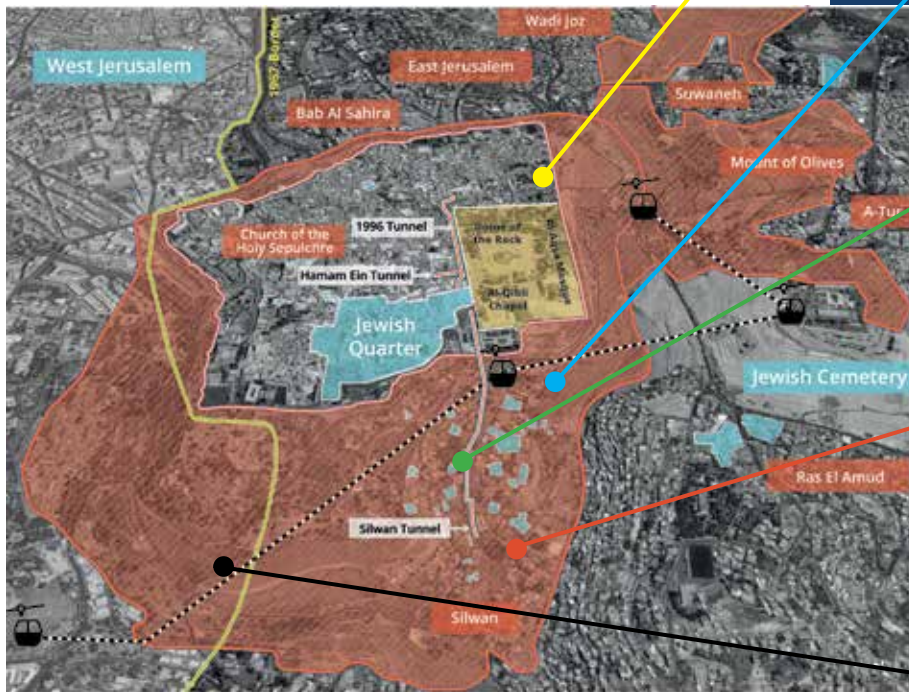 Wadi Joz
1967 Border
West Jerusalem
East Jerusalem
Suwaneh
Bab Al Sahira
Mount of Olives
A-Tur
1996 Tunnel
Church of the
Holy Sepulchre
Dome of
the Rock
Al-Aqsa Mosque
Hamam Ein Tunnel
Al-Qibli
Chapel
Jewish
Quarter
Jewish Cemetery
Ras El Amud
Silwan Tunnel
Silwan